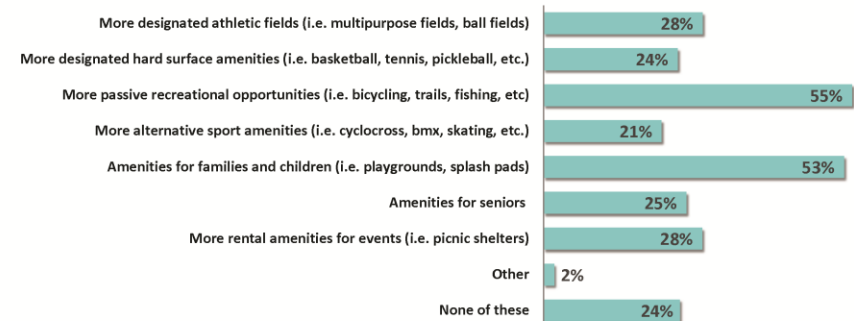 More designated athletic fields (i.e. multipurpose fields, ball fields) 28%
More designated hard surface amenities (i.e. basketball, tennis, pickleball, etc.) 24%
More passive recreational opportunities (i.e. bicycling, trails, fishing, etc) 55%
More alternative sport amenities (i.e. cyclocross, bmx, skating, etc.) 21%
Amenities for families and children (i.e. playgrounds, splash pads) 53%
Amenities for seniors 25%
More rental amenities for events (i.e. picnic shelters) 28%
Other 2%
None of these 24%